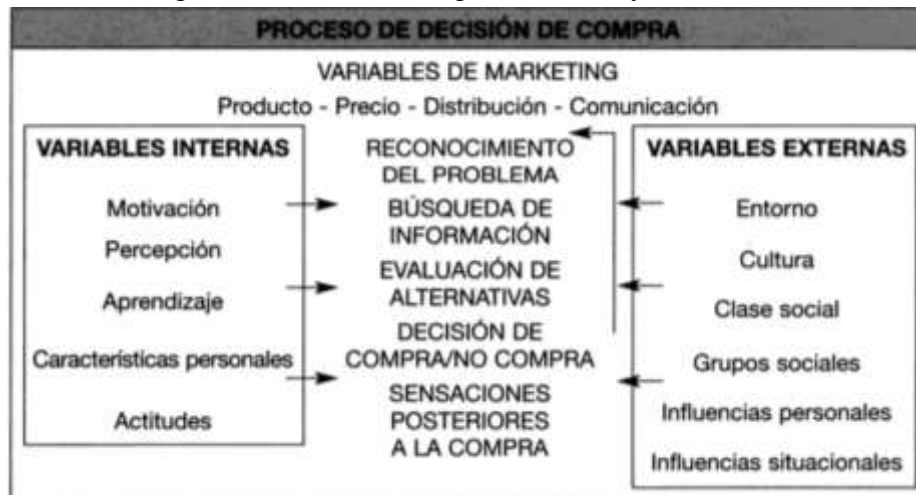 PROCESO DE DECISIÓN DE COMPRA
VARIABLES DE MARKETING
Producto - Precio - Distribución - Comunicación
VARIABLES INTERNAS
Motivación
Percepción
Aprendizaje
Características personales
Actitudes
RECONOCIMIENTO
DEL PROBLEMA
BÚSQUEDA DE
INFORMACIÓN
EVALUACIÓN DE
ALTERNATIVAS
DECISIÓN DE
COMPRA/NO COMPRA
SENSACIONES
POSTERIORES
A LA COMPRA
VARIABLES EXTERNAS
Entorno
Cultura
Clase social
Grupos sociales
Influencias personales
Influencias situacionales